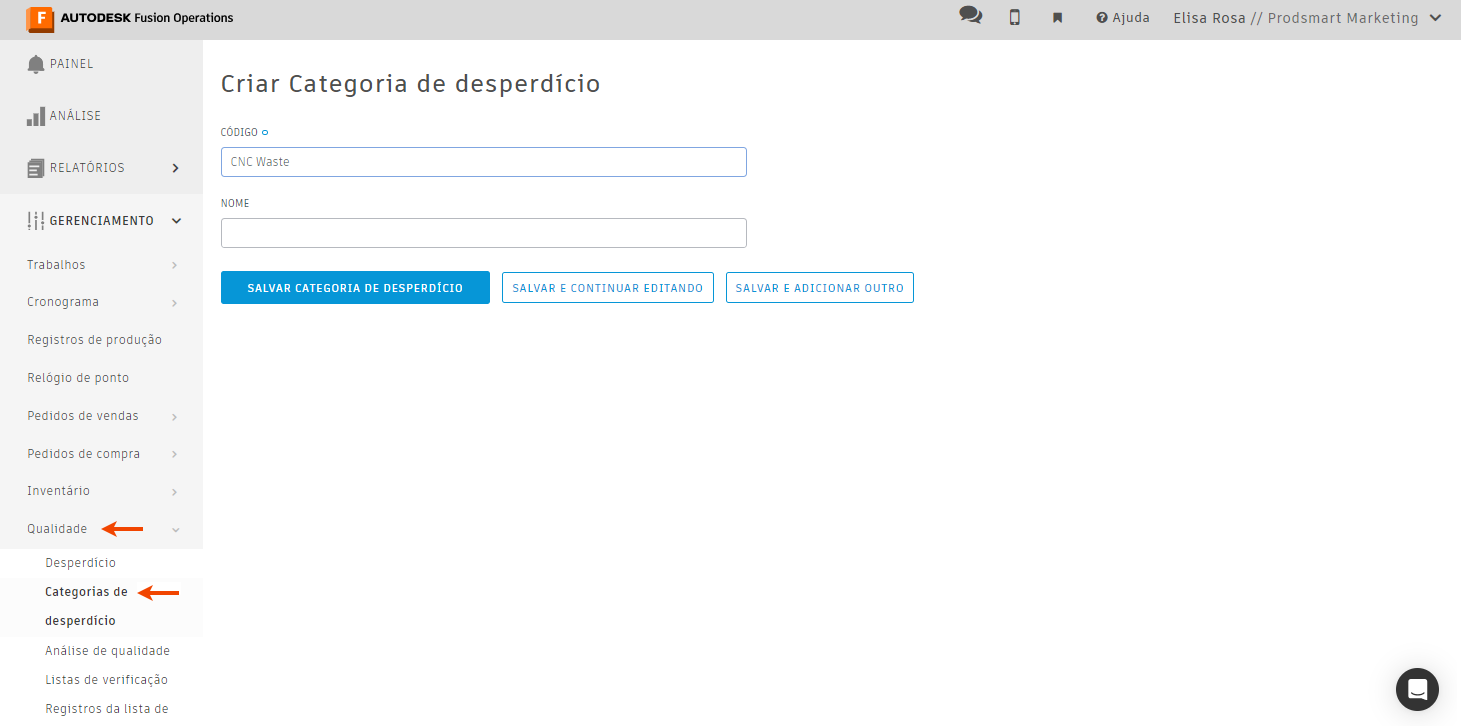 F AUTODESK Fusion Operations
Ajuda
Elisa Rosa // Prodsmart Marketing
PAINEL
ANÁLISE
RELATÓRIOS
GERENCIAMENTO
Trabalhos
Cronograma
Registros de produção
Relógio de ponto
Pedidos de vendas
Pedidos de compra
Inventário
Qualidade
Desperdício
Categorias de
desperdício
Análise de qualidade
Listas de verificação
Registros da lista de
Criar Categoria de desperdício
CÓDIGO
CNC Waste
NOME
SALVAR CATEGORIA DE DESPERDÍCIO
SALVAR E CONTINUAR EDITANDO
SALVAR E ADICIONAR OUTRO